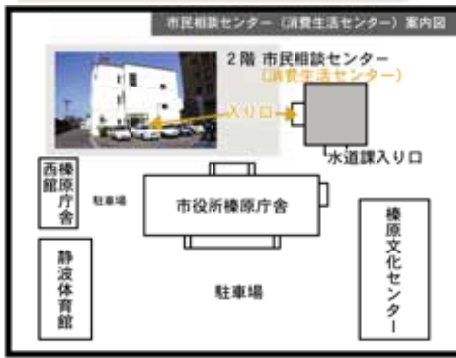 市民相談センター（消費生活センター）案内図
2階 市民相談センター
（消費生活センター）
入り口
水道課入り口
榛原庁舎
西館
駐車場
市役所榛原庁舎
静波体育館
駐車場
榛原文化センター